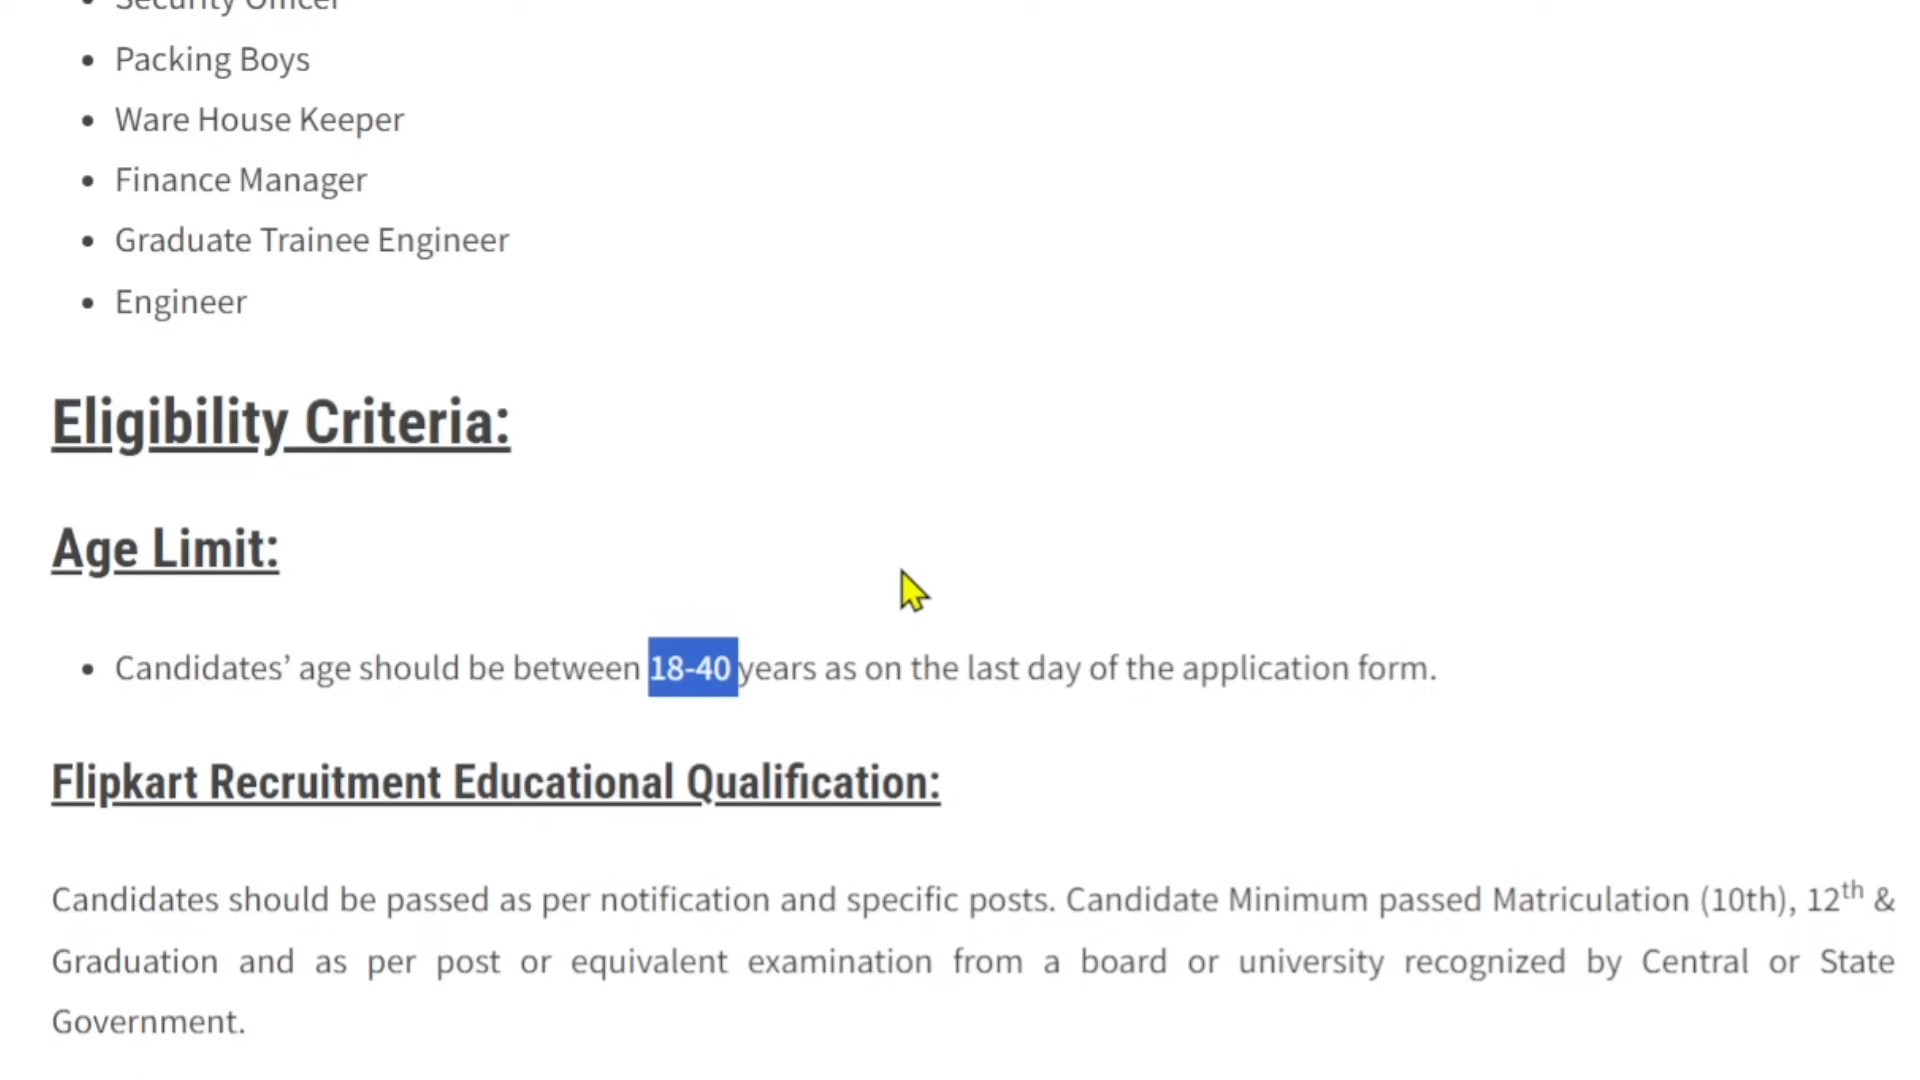 Security Officer
Packing Boys
Ware House Keeper
Finance Manager
Graduate Trainee Engineer
Engineer
Eligibility Criteria:
Age Limit:
Candidates’ age should be between 18-40 years as on the last day of the application form.
Flipkart Recruitment Educational Qualification:
Candidates should be passed as per notification and specific posts. Candidate Minimum passed Matriculation (10th), 12th &
Graduation and as per post or equivalent examination from a board or university recognized by Central or State
Government.